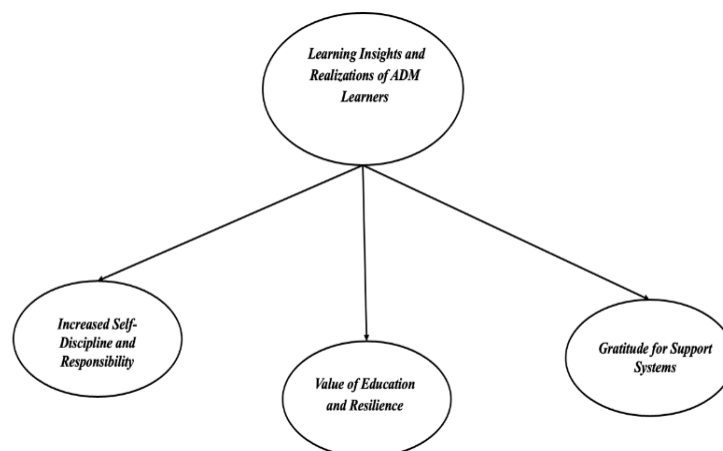 Learning Insights and
Realizations of ADM
Learners
Increased Self-
Discipline and
Responsibility
Value of Education
and Resilience
Gratitude for Support
Systems